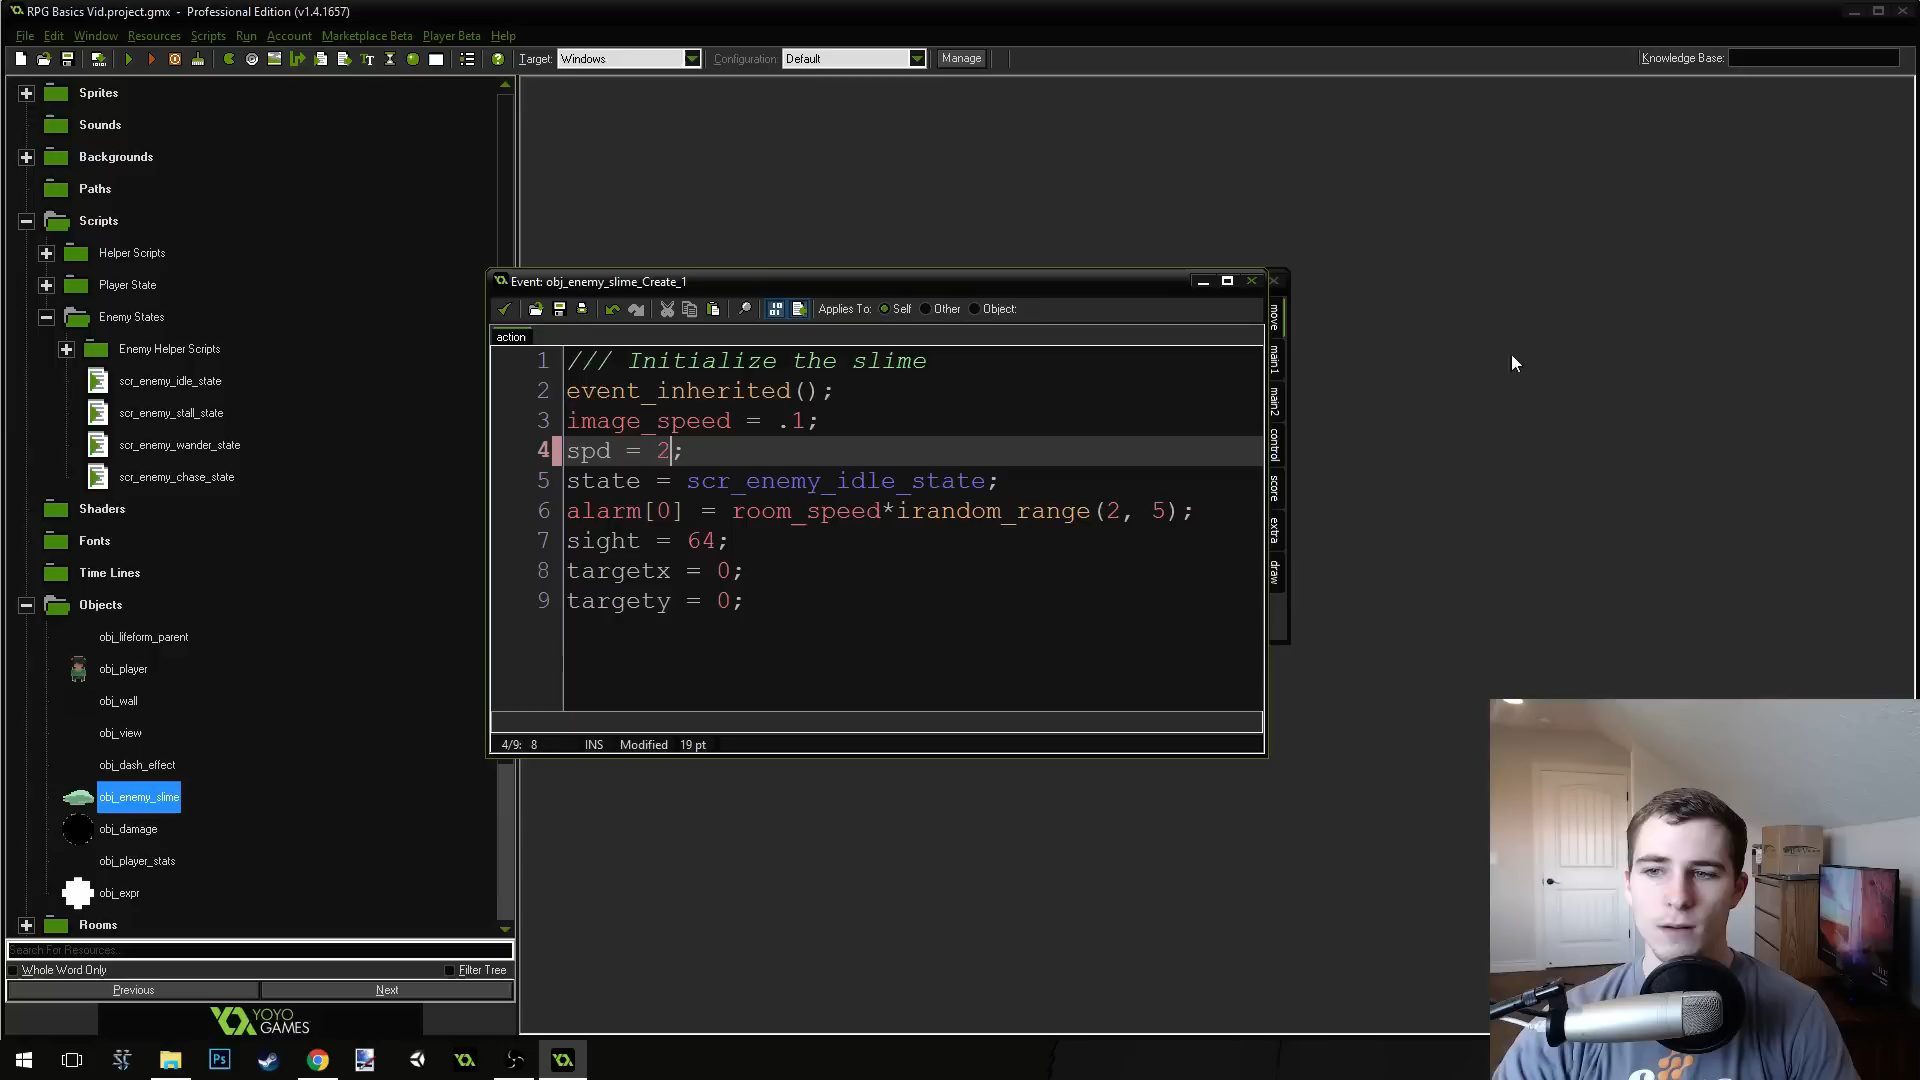 RPG Basics Vid.project.gmx - Professional Edition (v1.4.1657)
File Edit Window Resources Scripts Run Account Marketplace Beta Player Beta Help
Target: Windows Configuration: Default Manage Knowledge Base:
Sprites
Sounds
Backgrounds
Paths
Scripts
Helper Scripts
Player State
Enemy States
Enemy Helper Scripts
scr_enemy_idle_state
scr_enemy_stall_state
scr_enemy_wander_state
scr_enemy_chase_state
Shaders
Fonts
Time Lines
Objects
obj_lifeform_parent
obj_player
obj_wall
obj_view
obj_dash_effect
obj_enemy_slime
obj_damage
obj_player_stats
obj_expr
Rooms
Search For Resources...
Whole Word Only Filter Tree
Previous Next
YOYO
GAMES
Event: obj_enemy_slime_Create_1
Applies To: Self Other Object:
action
1 /// Initialize the slime
2 event_inherited();
3 image_speed = .1;
4 spd = 2;
5 state = scr_enemy_idle_state;
6 alarm[0] = room_speed*irandom_range(2, 5);
7 sight = 64;
8 targetx = 0;
9 targety = 0;
4/9: 8 INS Modified 19 pt
move
main1
main2
control
score
extra
draw
Ps